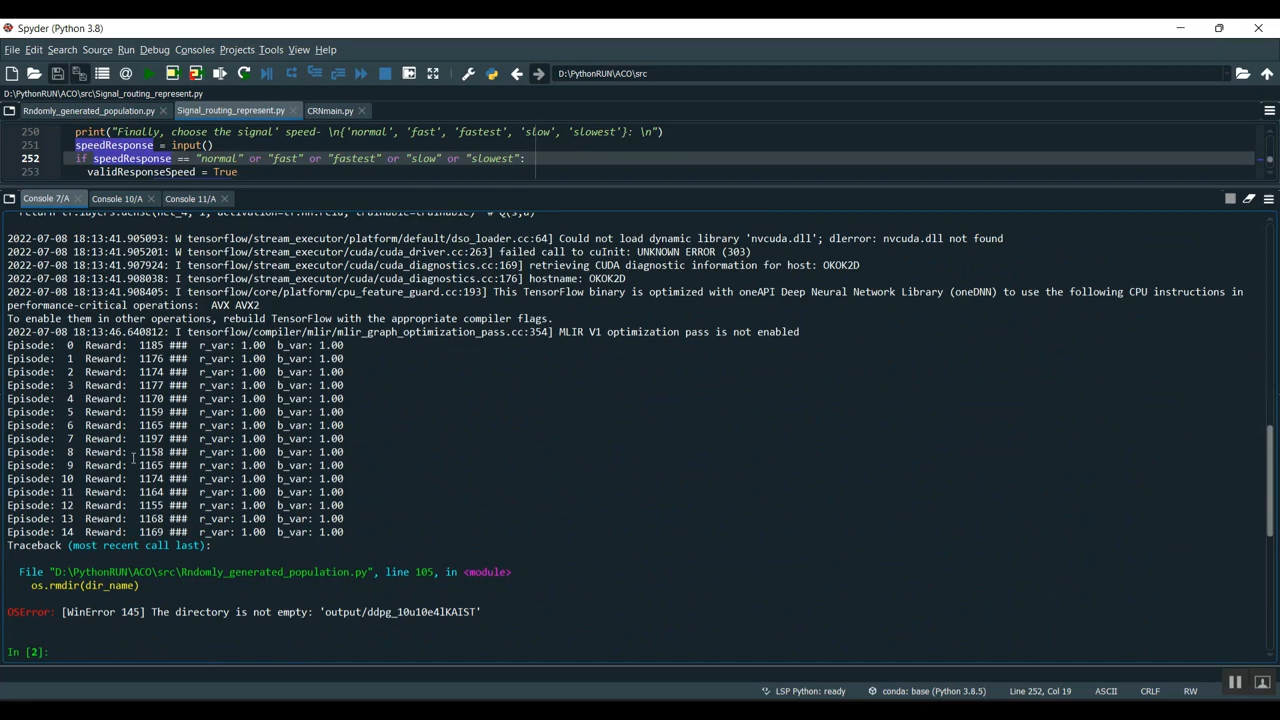 Spyder (Python 3.8)
File Edit Search Source Run Debug Consoles Projects Tools View Help
D:\PythonRUN\ACO\src
D:\PythonRUN\ACO\src\Signal_routing_represent.py
Rndomly_generated_population.py Signal_routing_represent.py CRNmain.py
250 print("Finally, choose the signal' speed- \n{'normal', 'fast', 'fastest', 'slow', 'slowest'}: \n")
251 speedResponse = input()
252 if speedResponse == "normal" or "fast" or "fastest" or "slow" or "slowest":
253 validResponseSpeed = True
Console 7/A Console 10/A Console 11/A
return tf.layers.dense(net_4, 1, activation=tf.nn.relu, trainable=trainable) # Q(s,a)
2022-07-08 18:13:41.905093: W tensorflow/stream_executor/platform/default/dso_loader.cc:64] Could not load dynamic library 'nvcuda.dll'; dlerror: nvcuda.dll not found
2022-07-08 18:13:41.905201: W tensorflow/stream_executor/cuda/cuda_driver.cc:263] failed call to cuInit: UNKNOWN ERROR (303)
2022-07-08 18:13:41.907924: I tensorflow/stream_executor/cuda/cuda_diagnostics.cc:169] retrieving CUDA diagnostic information for host: OKOK2D
2022-07-08 18:13:41.908038: I tensorflow/stream_executor/cuda/cuda_diagnostics.cc:176] hostname: OKOK2D
2022-07-08 18:13:41.908405: I tensorflow/core/platform/cpu_feature_guard.cc:193] This TensorFlow binary is optimized with oneAPI Deep Neural Network Library (oneDNN) to use the following CPU instructions in
performance-critical operations:  AVX AVX2
To enable them in other operations, rebuild TensorFlow with the appropriate compiler flags.
2022-07-08 18:13:46.640812: I tensorflow/compiler/mlir/mlir_graph_optimization_pass.cc:354] MLIR V1 optimization pass is not enabled
Episode: 0 Reward: 1185 ### r_var: 1.00 b_var: 1.00
Episode: 1 Reward: 1176 ### r_var: 1.00 b_var: 1.00
Episode: 2 Reward: 1174 ### r_var: 1.00 b_var: 1.00
Episode: 3 Reward: 1177 ### r_var: 1.00 b_var: 1.00
Episode: 4 Reward: 1170 ### r_var: 1.00 b_var: 1.00
Episode: 5 Reward: 1159 ### r_var: 1.00 b_var: 1.00
Episode: 6 Reward: 1165 ### r_var: 1.00 b_var: 1.00
Episode: 7 Reward: 1197 ### r_var: 1.00 b_var: 1.00
Episode: 8 Reward: 1158 ### r_var: 1.00 b_var: 1.00
Episode: 9 Reward: 1165 ### r_var: 1.00 b_var: 1.00
Episode: 10 Reward: 1174 ### r_var: 1.00 b_var: 1.00
Episode: 11 Reward: 1164 ### r_var: 1.00 b_var: 1.00
Episode: 12 Reward: 1155 ### r_var: 1.00 b_var: 1.00
Episode: 13 Reward: 1168 ### r_var: 1.00 b_var: 1.00
Episode: 14 Reward: 1169 ### r_var: 1.00 b_var: 1.00
Traceback (most recent call last):
File "D:\PythonRUN\ACO\src\Rndomly_generated_population.py", line 105, in <module>
os.rmdir(dir_name)
OSError: [WinError 145] The directory is not empty: 'output/ddpg_10u10e4lKAIST'
In [2]:
LSP Python: ready conda: base (Python 3.8.5) Line 252, Col 19 ASCII CRLF RW